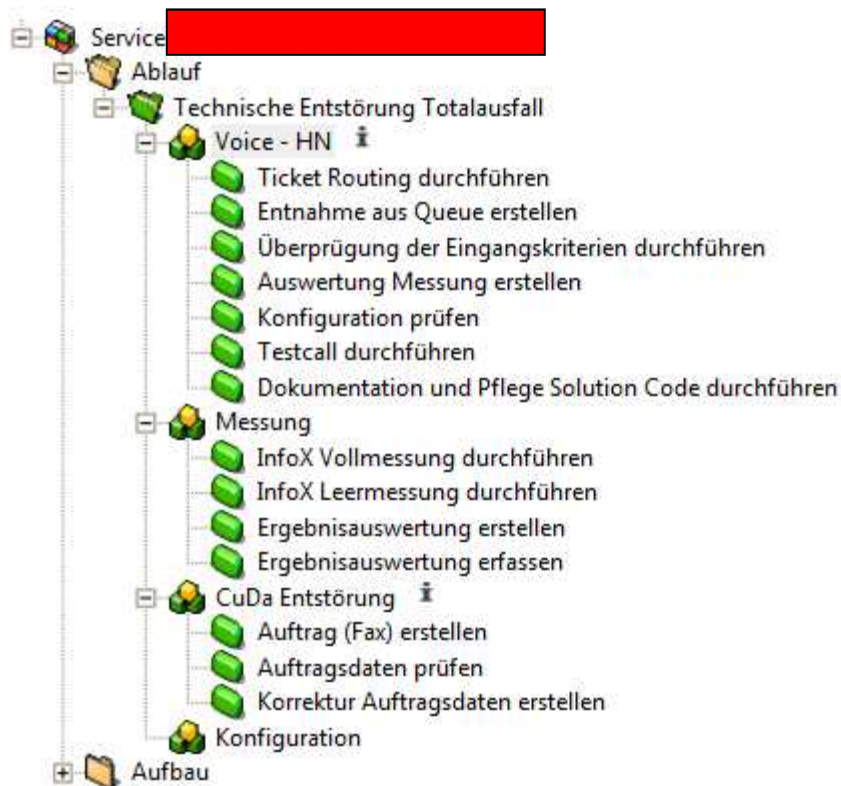 Service
Ablauf
Technische Entstörung Totalausfall
Voice - HN
Ticket Routing durchführen
Entnahme aus Queue erstellen
Überprügung der Eingangskriterien durchführen
Auswertung Messung erstellen
Konfiguration prüfen
Testcall durchführen
Dokumentation und Pflege Solution Code durchführen
Messung
InfoX Vollmessung durchführen
InfoX Leermessung durchführen
Ergebnisauswertung erstellen
Ergebnisauswertung erfassen
CuDa Entstörung
Auftrag (Fax) erstellen
Auftragsdaten prüfen
Korrektur Auftragsdaten erstellen
Konfiguration
Aufbau